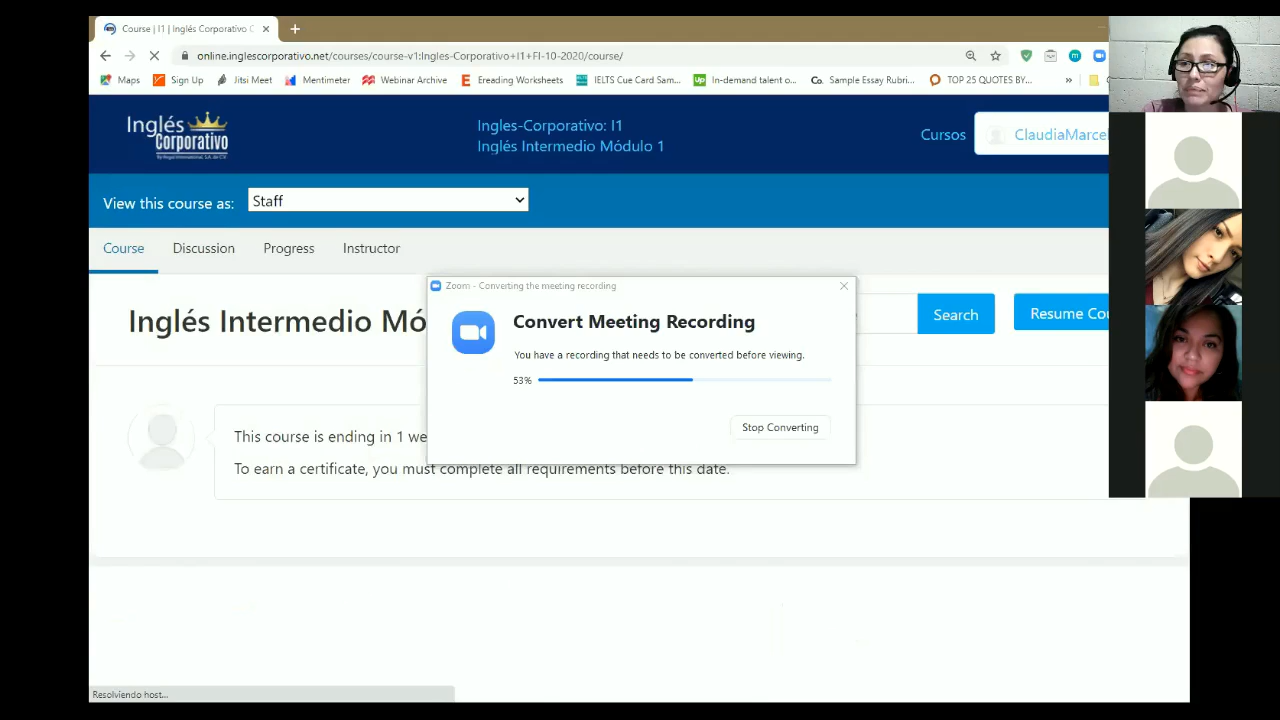 Course | I1 | Inglés Corporativo
online.inglescorporativo.net/courses/course-v1:Ingles-Corporativo+I1+FI-10-2020/course/
Maps Sign Up Jitsi Meet Mentimeter Webinar Archive Ereading Worksheets IELTS Cue Card Sam... In-demand talent o... Co. Sample Essay Rubri... TOP 25 QUOTES BY... »
Inglés
Corporativo
Ingles-Corporativo: I1
Inglés Intermedio Módulo 1
Cursos
ClaudiaMarcel
View this course as:
Staff
Course Discussion Progress Instructor
Zoom - Converting the meeting recording
Inglés Intermedio Mó
Convert Meeting Recording
Search
Resume Cou
You have a recording that needs to be converted before viewing.
53%
Stop Converting
This course is ending in 1 we
To earn a certificate, you must complete all requirements before this date.
Resolviendo host...